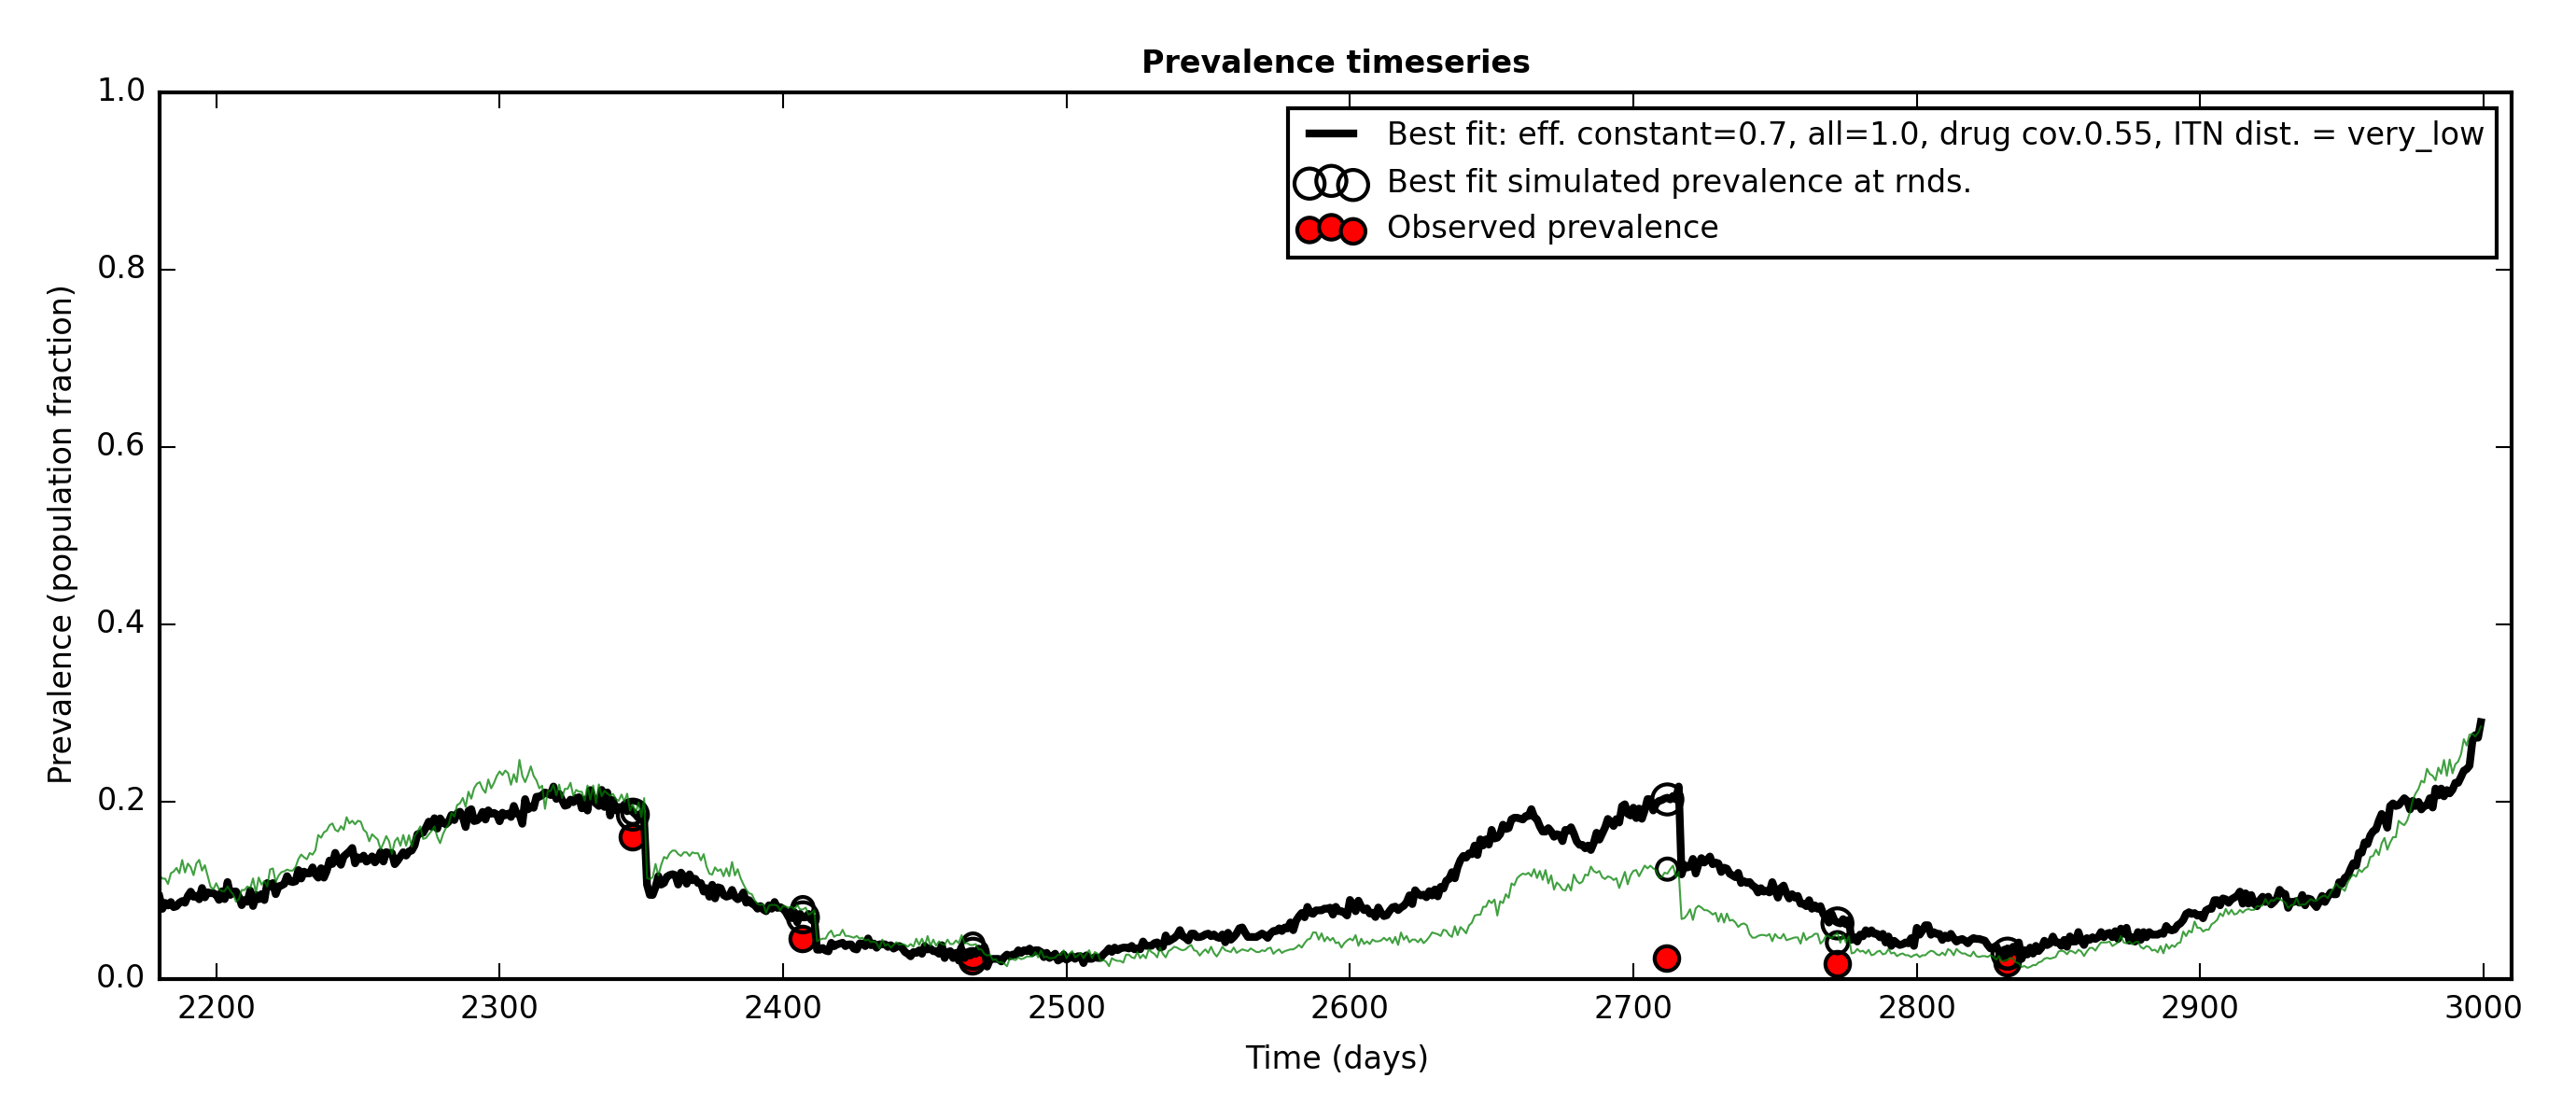 Prevalence timeseries
1.0
0.8
0.6
0.4
0.2
0.0
Prevalence (population fraction)
Best fit: eff. constant=0.7, all=1.0, drug cov.0.55, ITN dist. = very_low
Best fit simulated prevalence at rnds.
Observed prevalence
2200 2300 2400 2500 2600 2700 2800 2900 3000
Time (days)